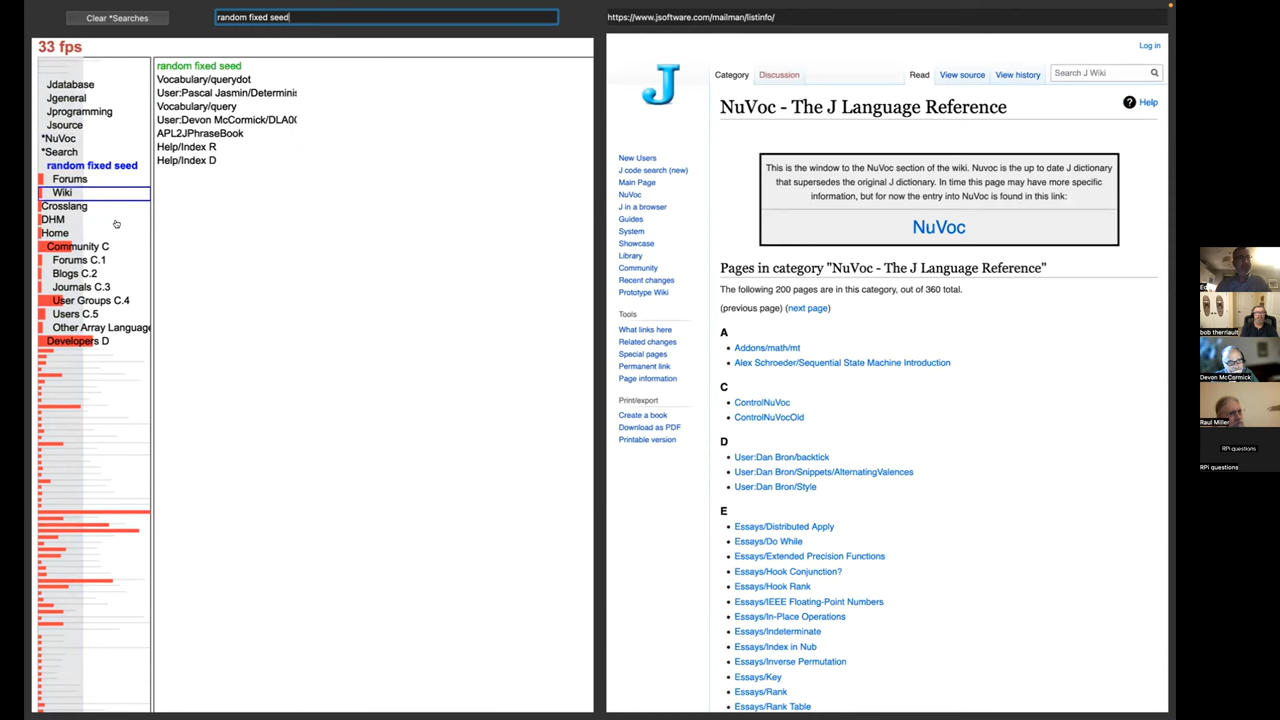 Clear *Searches
random fixed seed
https://www.jsoftware.com/mailman/listinfo/
33 fps
Jdatabase
Jgeneral
Jprogramming
Jsource
*NuVoc
*Search
random fixed seed
Forums
Wiki
Crosslang
DHM
Home
Community C
Forums C.1
Blogs C.2
Journals C.3
User Groups C.4
Users C.5
Other Array Language
Developers D
random fixed seed
Vocabulary/querydot
User:Pascal Jasmin/Determinis
Vocabulary/query
User:Devon McCormick/DLA0(
APL2JPhraseBook
Help/Index R
Help/Index D
J
Log in
Category
Discussion
Read
View source
View history
Search J Wiki
NuVoc - The J Language Reference
? Help
New Users
J code search (new)
Main Page
NuVoc
J in a browser
Guides
System
Showcase
Library
Community
Recent changes
Prototype Wiki
Tools
What links here
Related changes
Special pages
Permanent link
Page information
Print/export
Create a book
Download as PDF
Printable version
This is the window to the NuVoc section of the wiki. Nuvoc is the up to date J dictionary
that supersedes the original J dictionary. In time this page may have more specific
information, but for now the entry into NuVoc is found in this link:
NuVoc
Pages in category "NuVoc - The J Language Reference"
The following 200 pages are in this category, out of 360 total.
(previous page) (next page)
A
• Addons/math/mt
• Alex Schroeder/Sequential State Machine Introduction
C
• ControlNuVoc
• ControlNuVocOld
D
• User:Dan Bron/backtick
• User:Dan Bron/Snippets/AlternatingValences
• User:Dan Bron/Style
E
• Essays/Distributed Apply
• Essays/Do While
• Essays/Extended Precision Functions
• Essays/Hook Conjunction?
• Essays/Hook Rank
• Essays/IEEE Floating-Point Numbers
• Essays/In-Place Operations
• Essays/Indeterminate
• Essays/Index in Nub
• Essays/Inverse Permutation
• Essays/Key
• Essays/Rank
• Essays/Rank Table
bob therriault
Devon McCormick
Raul Miller
RPi questions
RPi questions